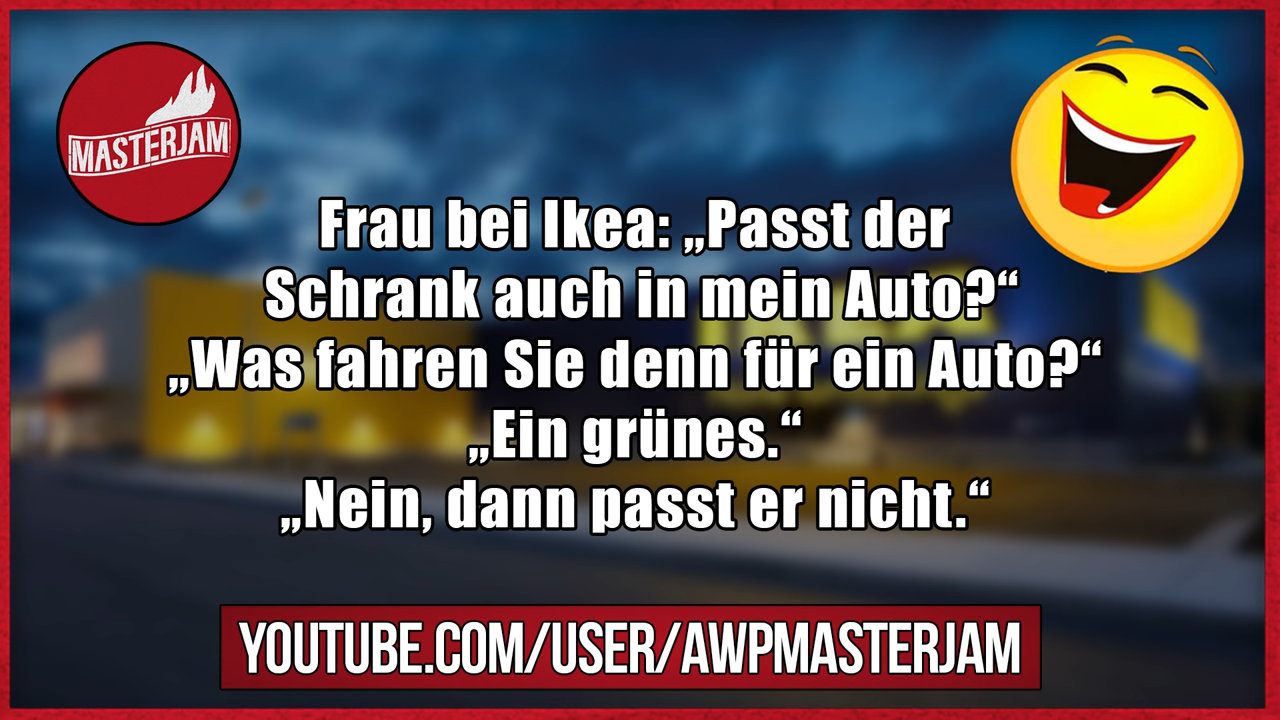 MASTERJAM
Frau bei Ikea: „Passt der
Schrank auch in mein Auto?“
„Was fahren Sie denn für ein Auto?“
„Ein grünes.“
„Nein, dann passt er nicht.“
YOUTUBE.COM/USER/AWPMASTERJAM